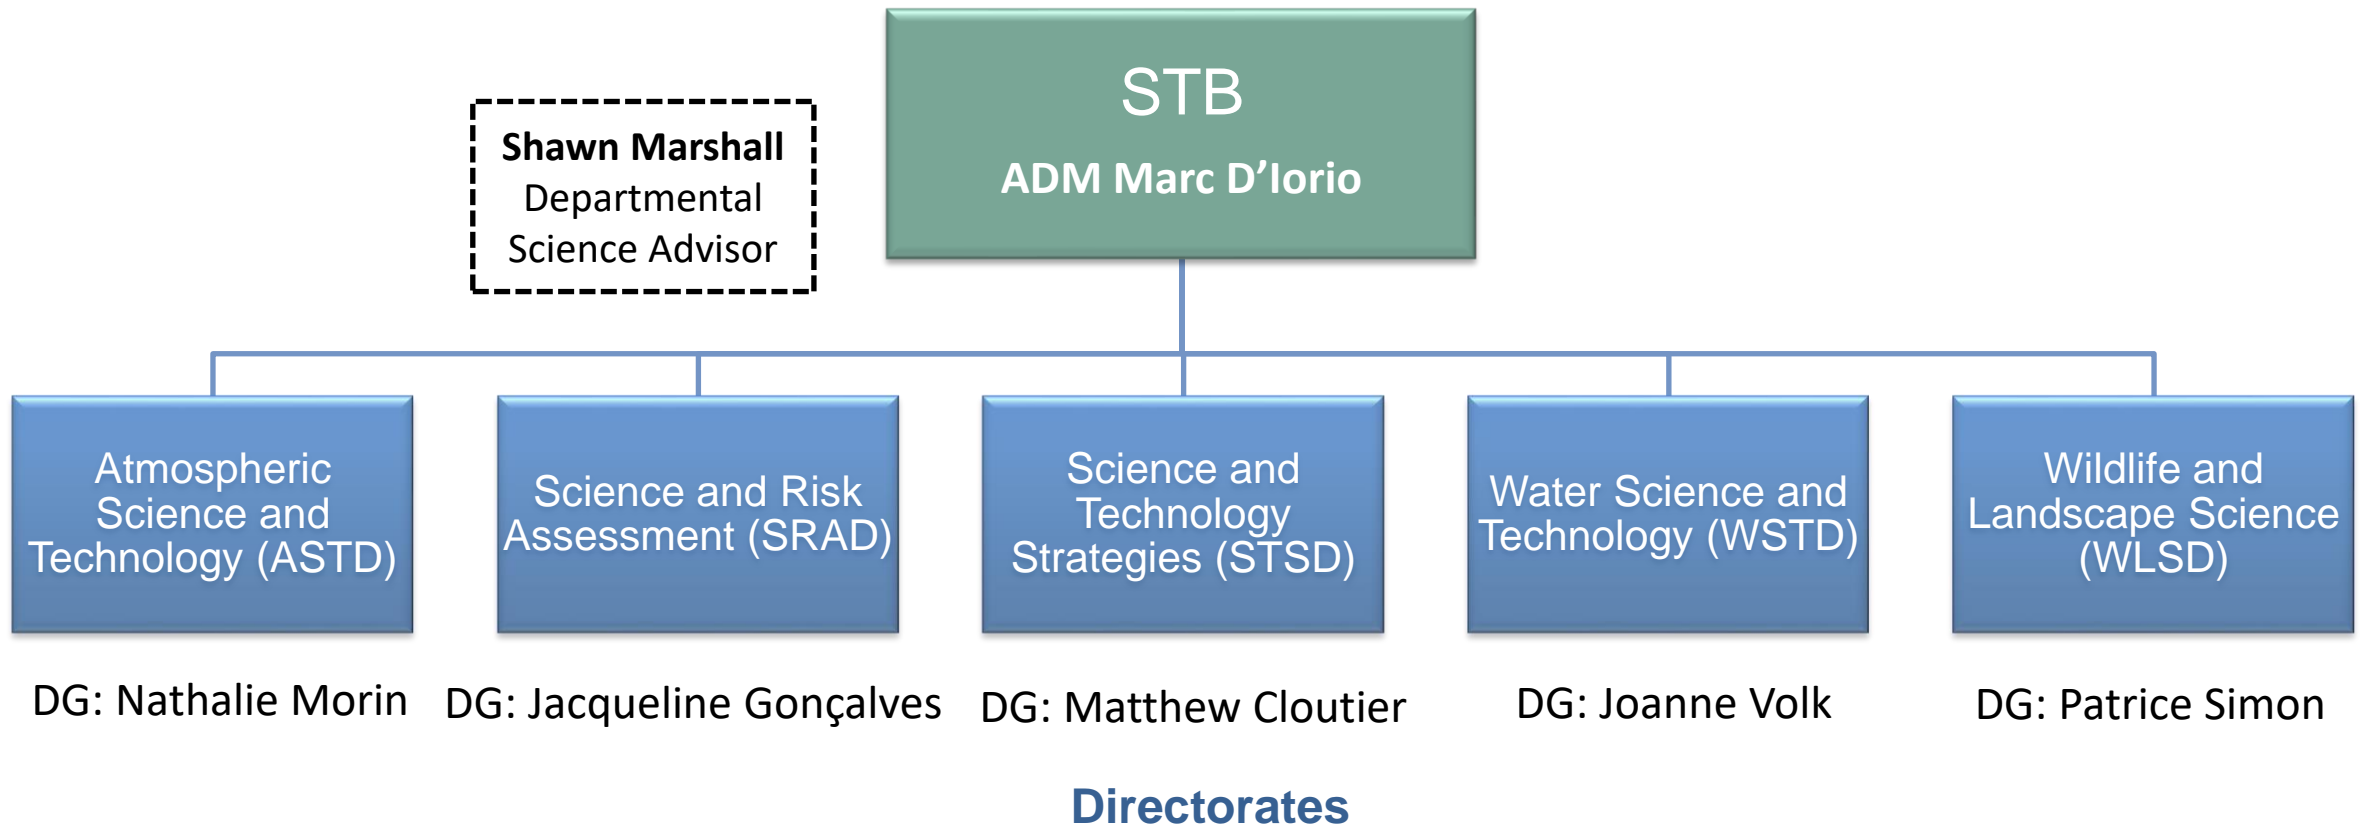 STB
ADM Marc D’Iorio
Shawn Marshall
Departmental
Science Advisor
Atmospheric
Science and
Technology (ASTD)
Science and Risk
Assessment (SRAD)
Science and
Technology
Strategies (STSD)
Water Science and
Technology (WSTD)
Wildlife and
Landscape Science
(WLSD)
DG: Nathalie Morin
DG: Jacqueline Gonçalves
DG: Matthew Cloutier
DG: Joanne Volk
DG: Patrice Simon
Directorates